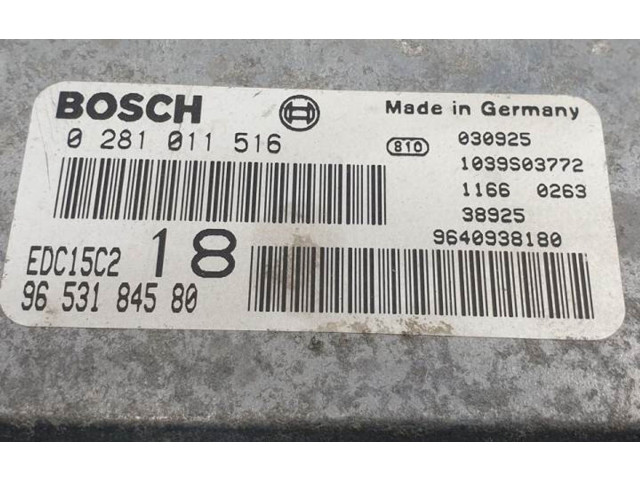 BOSCH
Made in Germany
0 281 011 516
810
030925
1039S03772
1166 0263
38925
9640938180
EDC15C2 18
96 531 845 80